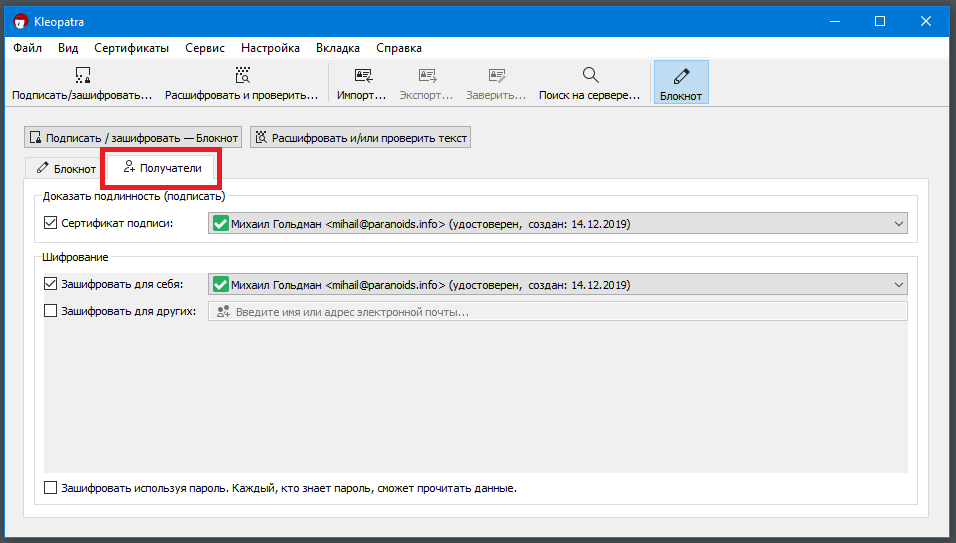 Kleopatra
Файл Вид Сертификаты Сервис Настройка Вкладка Справка
Подписать/зашифровать... Расшифровать и проверить... Импорт... Экспорт... Заверить... Поиск на сервере... Блокнот
Подписать / зашифровать — Блокнот Расшифровать и/или проверить текст
Блокнот Получатели
Доказать подлинность (подписать)
Сертификат подписи: Михаил Гольдман <mihail@paranoids.info> (удостоверен, создан: 14.12.2019)
Шифрование
Зашифровать для себя: Михаил Гольдман <mihail@paranoids.info> (удостоверен, создан: 14.12.2019)
Зашифровать для других: Введите имя или адрес электронной почты...
Зашифровать используя пароль. Каждый, кто знает пароль, сможет прочитать данные.